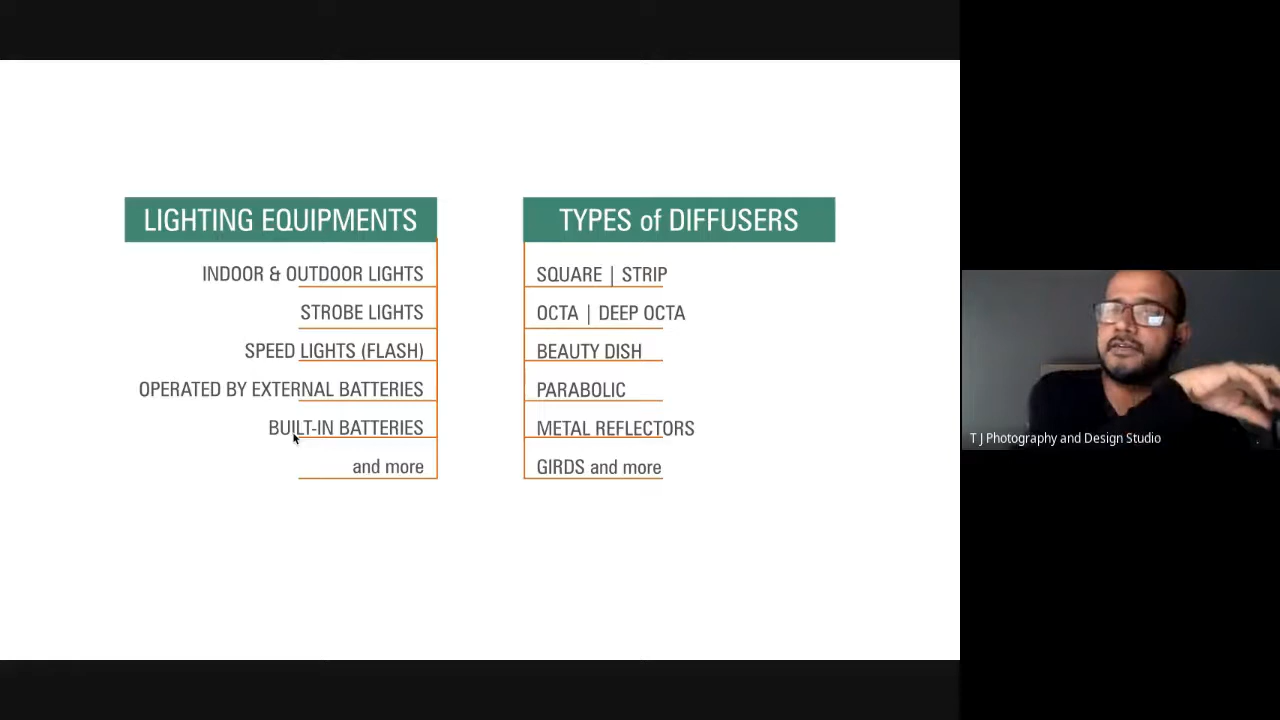 LIGHTING EQUIPMENTS
INDOOR & OUTDOOR LIGHTS
STROBE LIGHTS
SPEED LIGHTS (FLASH)
OPERATED BY EXTERNAL BATTERIES
BUILT-IN BATTERIES
and more
TYPES of DIFFUSERS
SQUARE | STRIP
OCTA | DEEP OCTA
BEAUTY DISH
PARABOLIC
METAL REFLECTORS
GIRDS and more
T J Photography and Design Studio